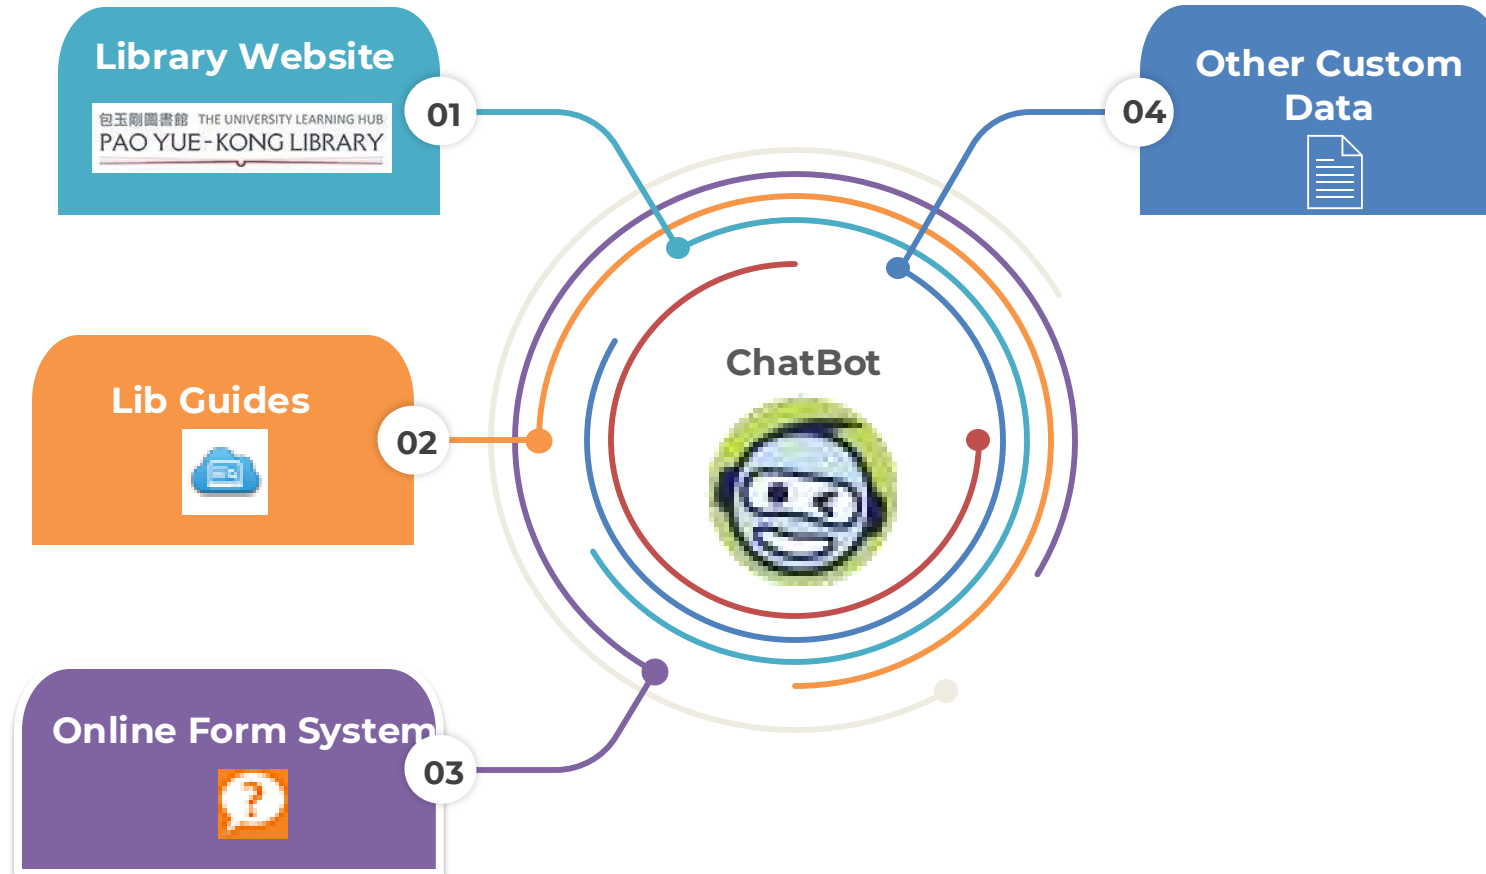 Library Website
包玉剛圖書館 THE UNIVERSITY LEARNING HUB
PAO YUE-KONG LIBRARY
01
Lib Guides
02
Online Form System
?
03
ChatBot
04
Other Custom
Data